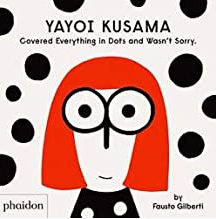 YAYOI KUSAMA
Covered Everything in Dots and Wasn't Sorry.
by
Fausto Gilberti
phaidon